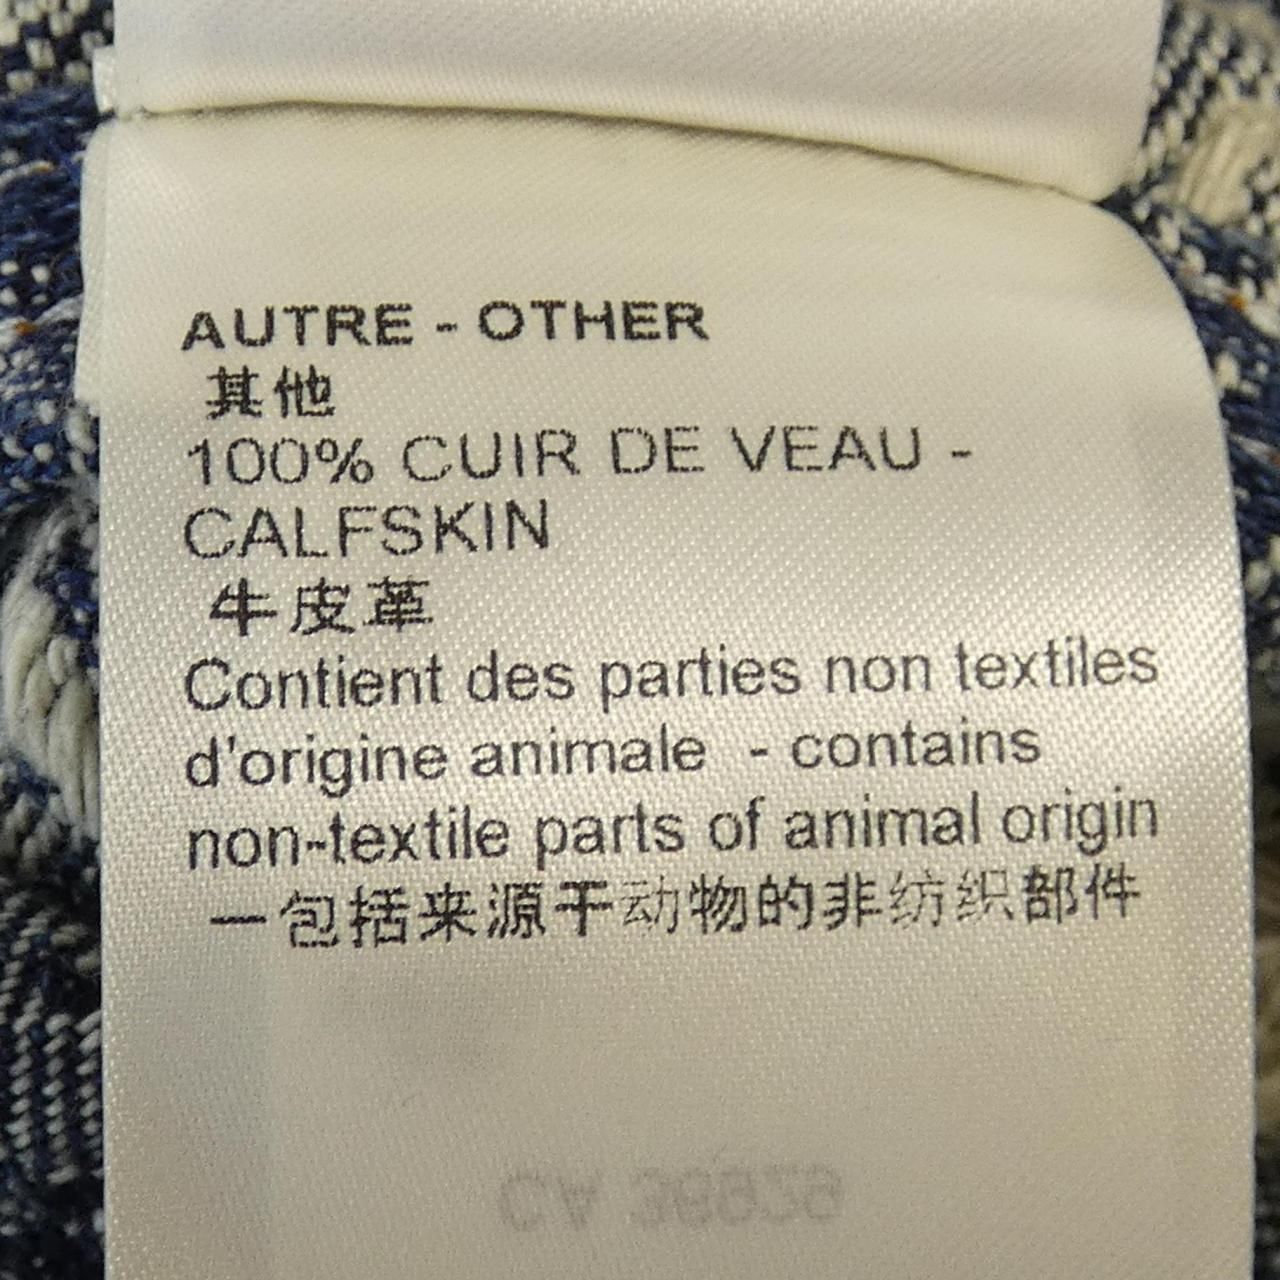 AUTRE - OTHER
其他
100% CUIR DE VEAU -
CALFSKIN
牛皮革
Contient des parties non textiles
d'origine animale - contains
non-textile parts of animal origin
一包括来源于动物的非纺织部件
CA